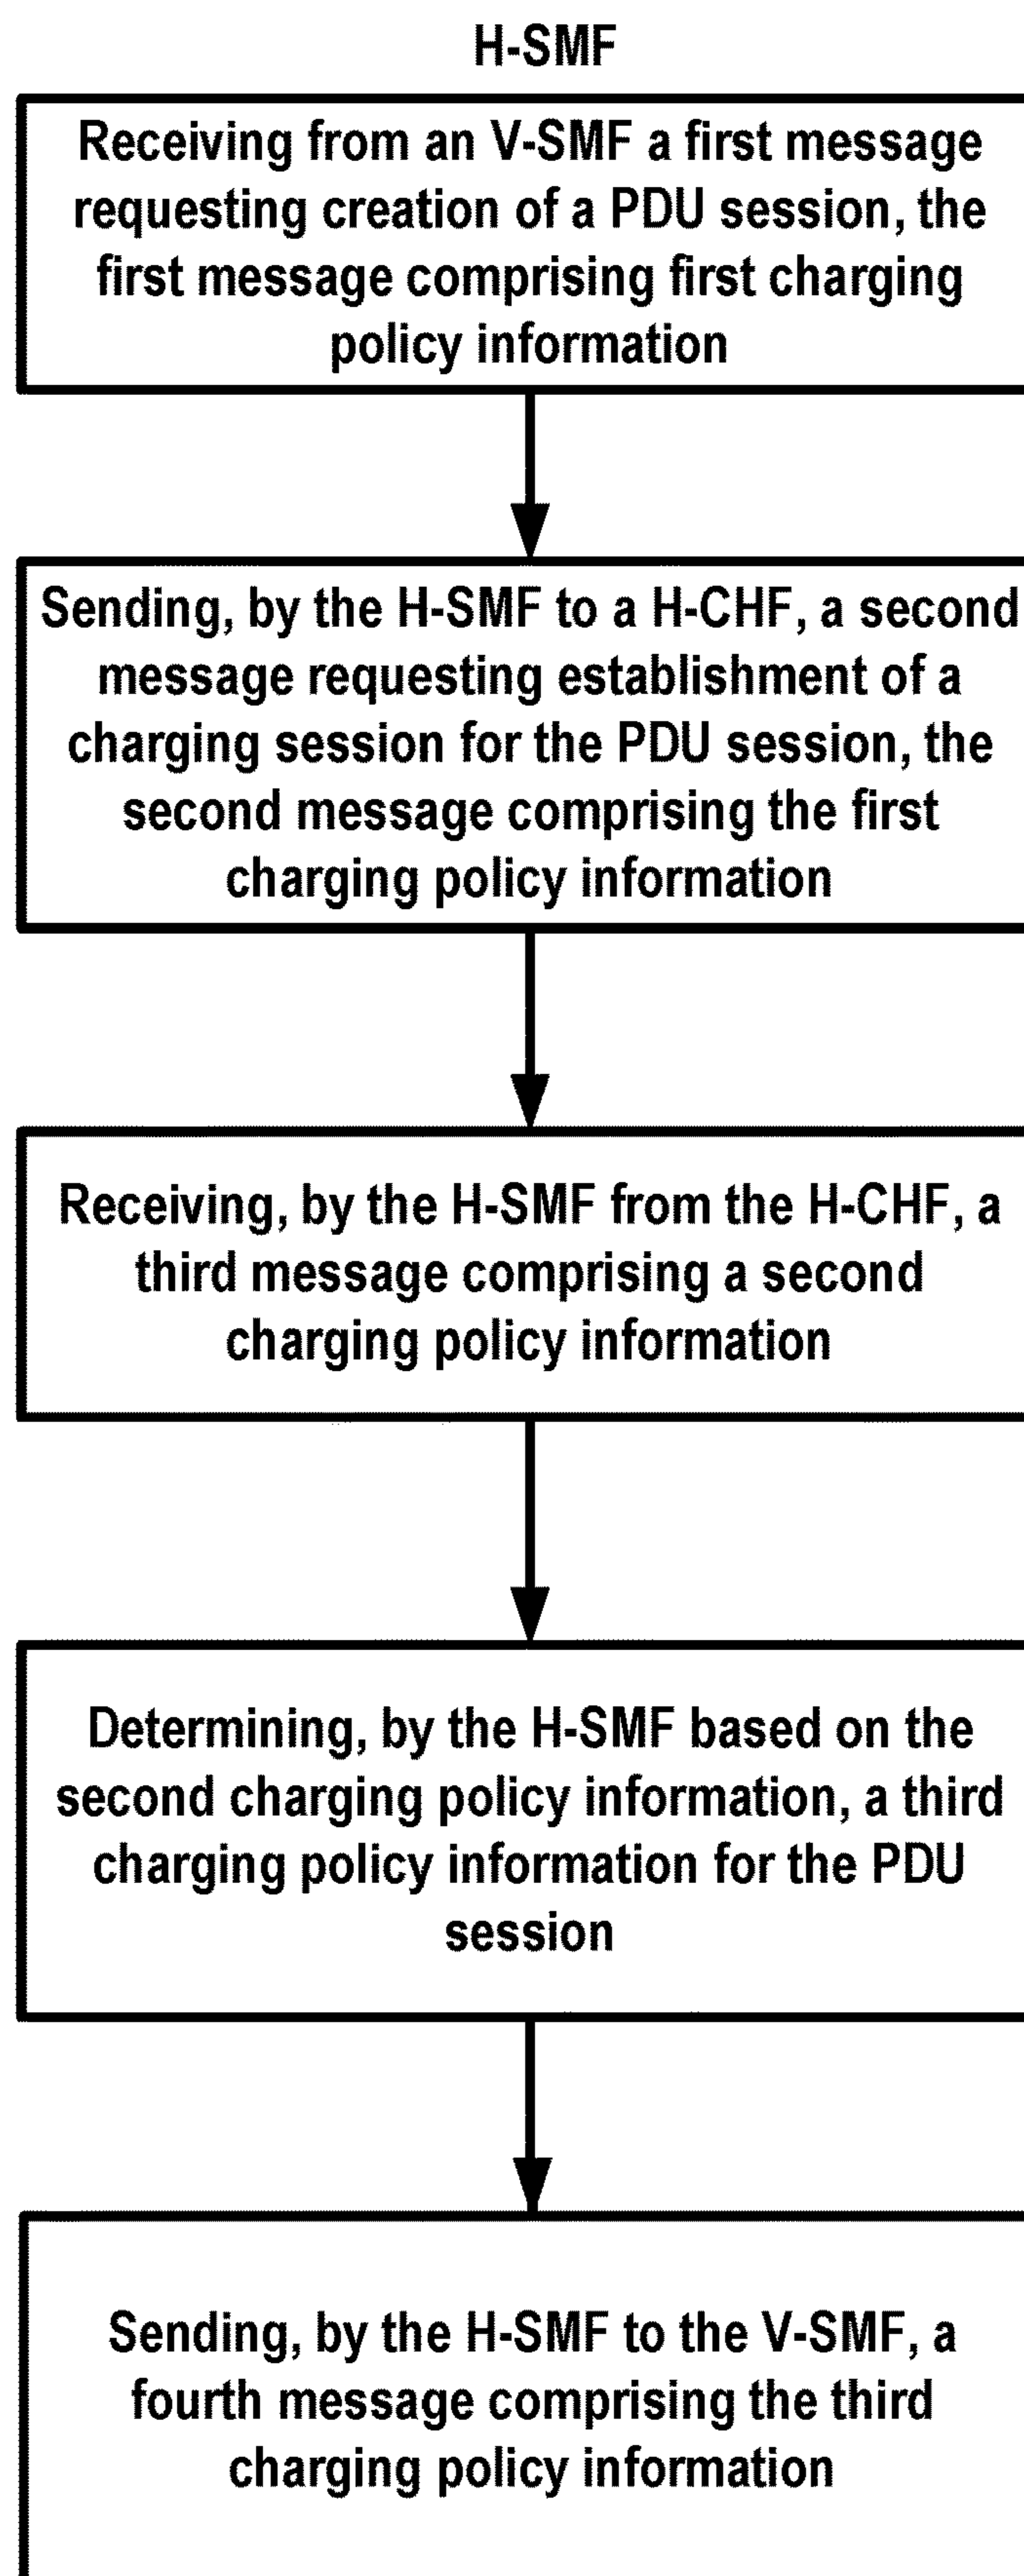 H-SMF
Receiving from an V-SMF a first message
requesting creation of a PDU session, the
first message comprising first charging
policy information
Sending, by the H-SMF to a H-CHF, a second
message requesting establishment of a
charging session for the PDU session, the
second message comprising the first
charging policy information
Receiving, by the H-SMF from the H-CHF, a
third message comprising a second
charging policy information
Determining, by the H-SMF based on the
second charging policy information, a third
charging policy information for the PDU
session
Sending, by the H-SMF to the V-SMF, a
fourth message comprising the third
charging policy information